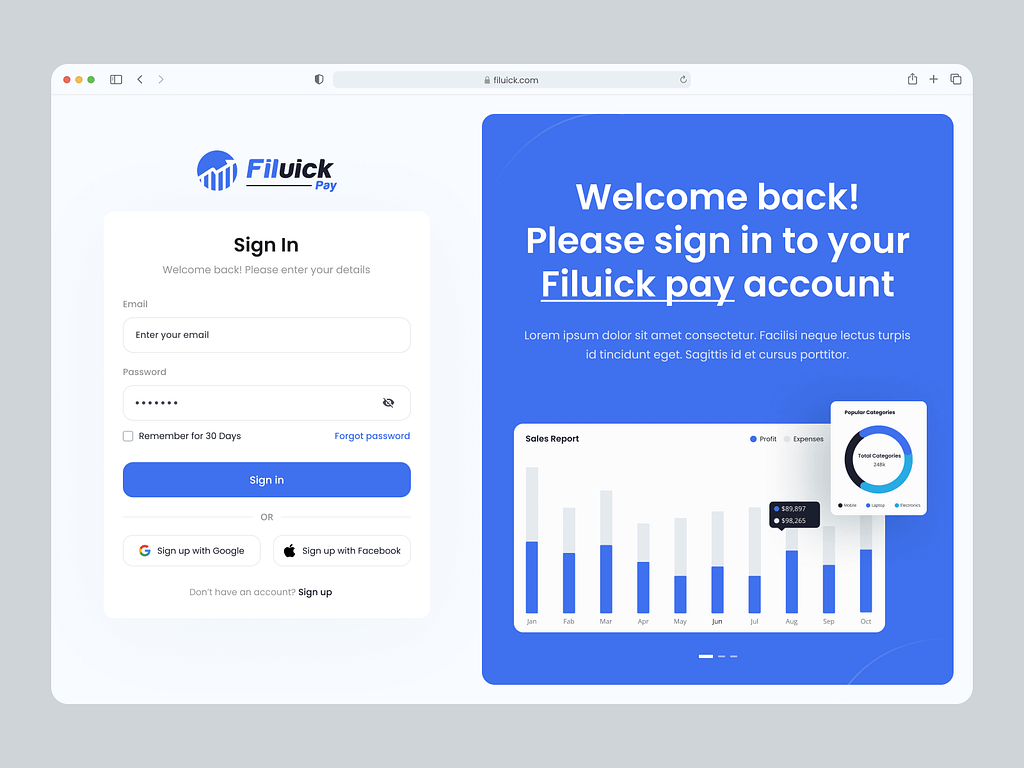 filuick.com
Filuick
Pay
Sign In
Welcome back! Please enter your details
Email
Enter your email
Password
•••••••
Remember for 30 Days
Forgot password
Sign in
OR
Sign up with Google
Sign up with Facebook
Don't have an account? Sign up
Welcome back!
Please sign in to your
Filuick pay account
Lorem ipsum dolor sit amet consectetur. Facilisi neque lectus turpis
id tincidunt eget. Sagittis id et cursus porttitor.
Sales Report
Profit
Expenses
$89,897
$98,265
Jan
Fab
Mar
Apr
May
Jun
Jul
Aug
Sep
Oct
Popular Categories
Total Categories
248k
Mobile
Laptop
Electronics